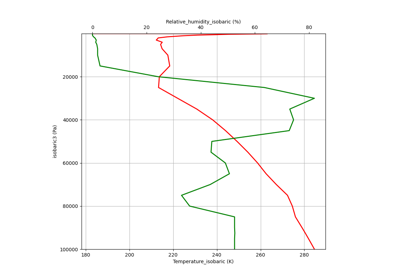 Relative_humidity_isobaric (%)
0 20 40 60 80
20000
40000
60000
80000
100000
isobaric3 (Pa)
180 200 220 240 260 280
Temperature_isobaric (K)